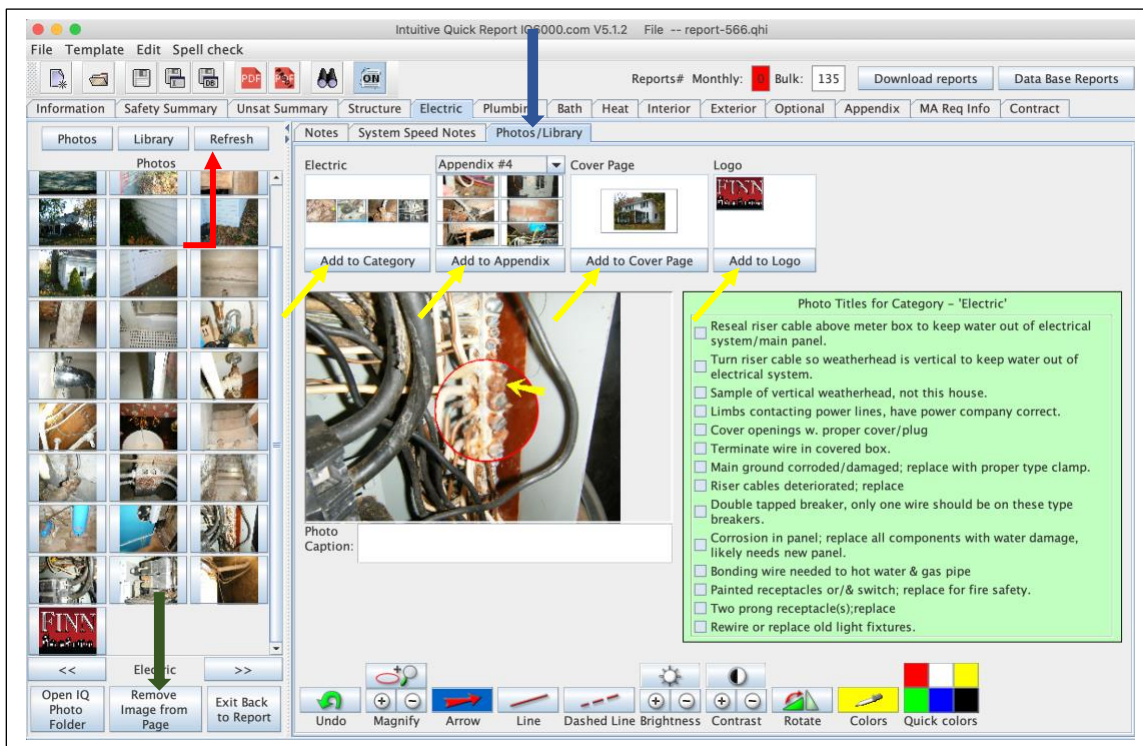 Intuitive Quick Report IQ6000.com V5.1.2 File -- report-566.qhi
File Template Edit Spell check
PDF PDF ON Reports# Monthly: 0 Bulk: 135 Download reports Data Base Reports
Information Safety Summary Unsat Summary Structure Electric Plumbing Bath Heat Interior Exterior Optional Appendix MA Req Info Contract
Photos Library Refresh
Photos
Notes System Speed Notes Photos/Library
Electric Appendix #4 Cover Page Logo
FINN
Add to Category Add to Appendix Add to Cover Page Add to Logo
Photo Titles for Category - 'Electric'
Reseal riser cable above meter box to keep water out of electrical
system/main panel.
Turn riser cable so weatherhead is vertical to keep water out of
electrical system.
Sample of vertical weatherhead, not this house.
Limbs contacting power lines, have power company correct.
Cover openings w. proper cover/plug
Terminate wire in covered box.
Main ground corroded/damaged; replace with proper type clamp.
Riser cables deteriorated; replace
Double tapped breaker, only one wire should be on these type
breakers.
Corrosion in panel; replace all components with water damage,
likely needs new panel.
Bonding wire needed to hot water & gas pipe
Painted receptacles or/& switch; replace for fire safety.
Two prong receptacle(s);replace
Rewire or replace old light fixtures.
Photo
Caption:
FINN
<< Electric >>
Open IQ
Photo
Folder
Remove
Image from
Page
Exit Back
to Report
Undo Magnify Arrow Line Dashed Line Brightness Contrast Rotate Colors Quick colors